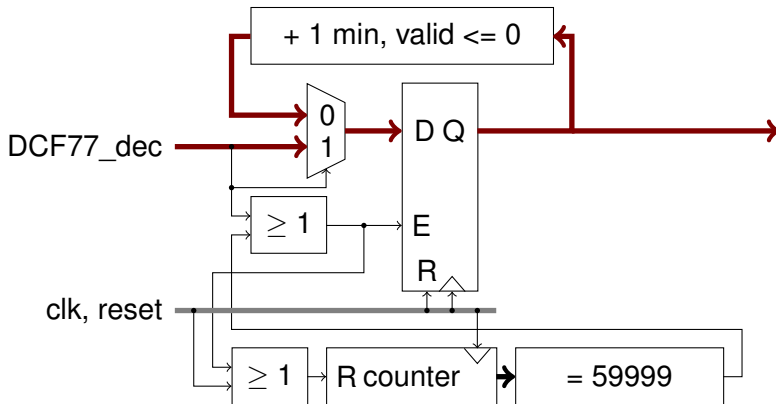 + 1 min, valid <= 0
0
DCF77_dec
1
D Q
≥ 1
E
R
clk, reset
≥ 1
R counter
= 59999